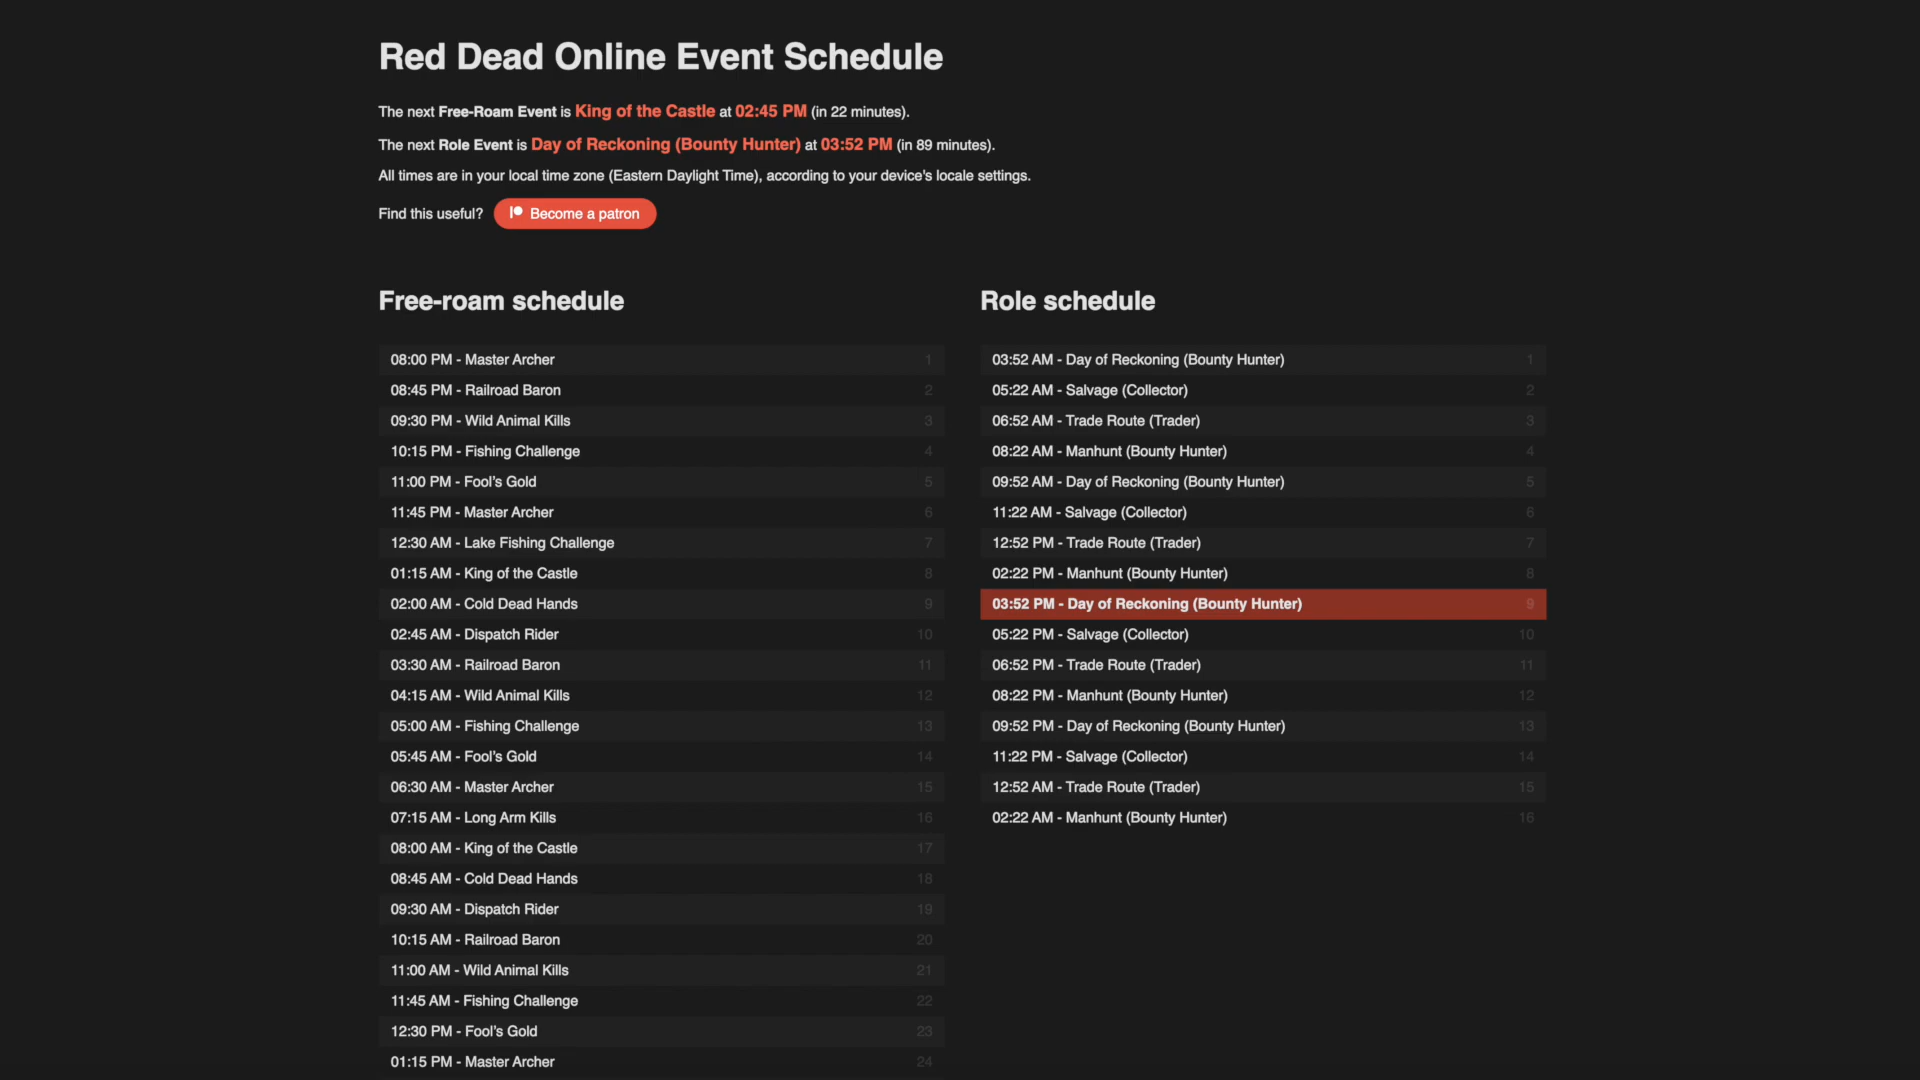 Red Dead Online Event Schedule
The next Free-Roam Event is King of the Castle at 02:45 PM (in 22 minutes).
The next Role Event is Day of Reckoning (Bounty Hunter) at 03:52 PM (in 89 minutes).
All times are in your local time zone (Eastern Daylight Time), according to your device's locale settings.
Find this useful? Become a patron
Free-roam schedule
08:00 PM - Master Archer 1
08:45 PM - Railroad Baron 2
09:30 PM - Wild Animal Kills 3
10:15 PM - Fishing Challenge 4
11:00 PM - Fool’s Gold 5
11:45 PM - Master Archer 6
12:30 AM - Lake Fishing Challenge 7
01:15 AM - King of the Castle 8
02:00 AM - Cold Dead Hands 9
02:45 AM - Dispatch Rider 10
03:30 AM - Railroad Baron 11
04:15 AM - Wild Animal Kills 12
05:00 AM - Fishing Challenge 13
05:45 AM - Fool’s Gold 14
06:30 AM - Master Archer 15
07:15 AM - Long Arm Kills 16
08:00 AM - King of the Castle 17
08:45 AM - Cold Dead Hands 18
09:30 AM - Dispatch Rider 19
10:15 AM - Railroad Baron 20
11:00 AM - Wild Animal Kills 21
11:45 AM - Fishing Challenge 22
12:30 PM - Fool’s Gold 23
01:15 PM - Master Archer 24
Role schedule
03:52 AM - Day of Reckoning (Bounty Hunter) 1
05:22 AM - Salvage (Collector) 2
06:52 AM - Trade Route (Trader) 3
08:22 AM - Manhunt (Bounty Hunter) 4
09:52 AM - Day of Reckoning (Bounty Hunter) 5
11:22 AM - Salvage (Collector) 6
12:52 PM - Trade Route (Trader) 7
02:22 PM - Manhunt (Bounty Hunter) 8
03:52 PM - Day of Reckoning (Bounty Hunter) 9
05:22 PM - Salvage (Collector) 10
06:52 PM - Trade Route (Trader) 11
08:22 PM - Manhunt (Bounty Hunter) 12
09:52 PM - Day of Reckoning (Bounty Hunter) 13
11:22 PM - Salvage (Collector) 14
12:52 AM - Trade Route (Trader) 15
02:22 AM - Manhunt (Bounty Hunter) 16